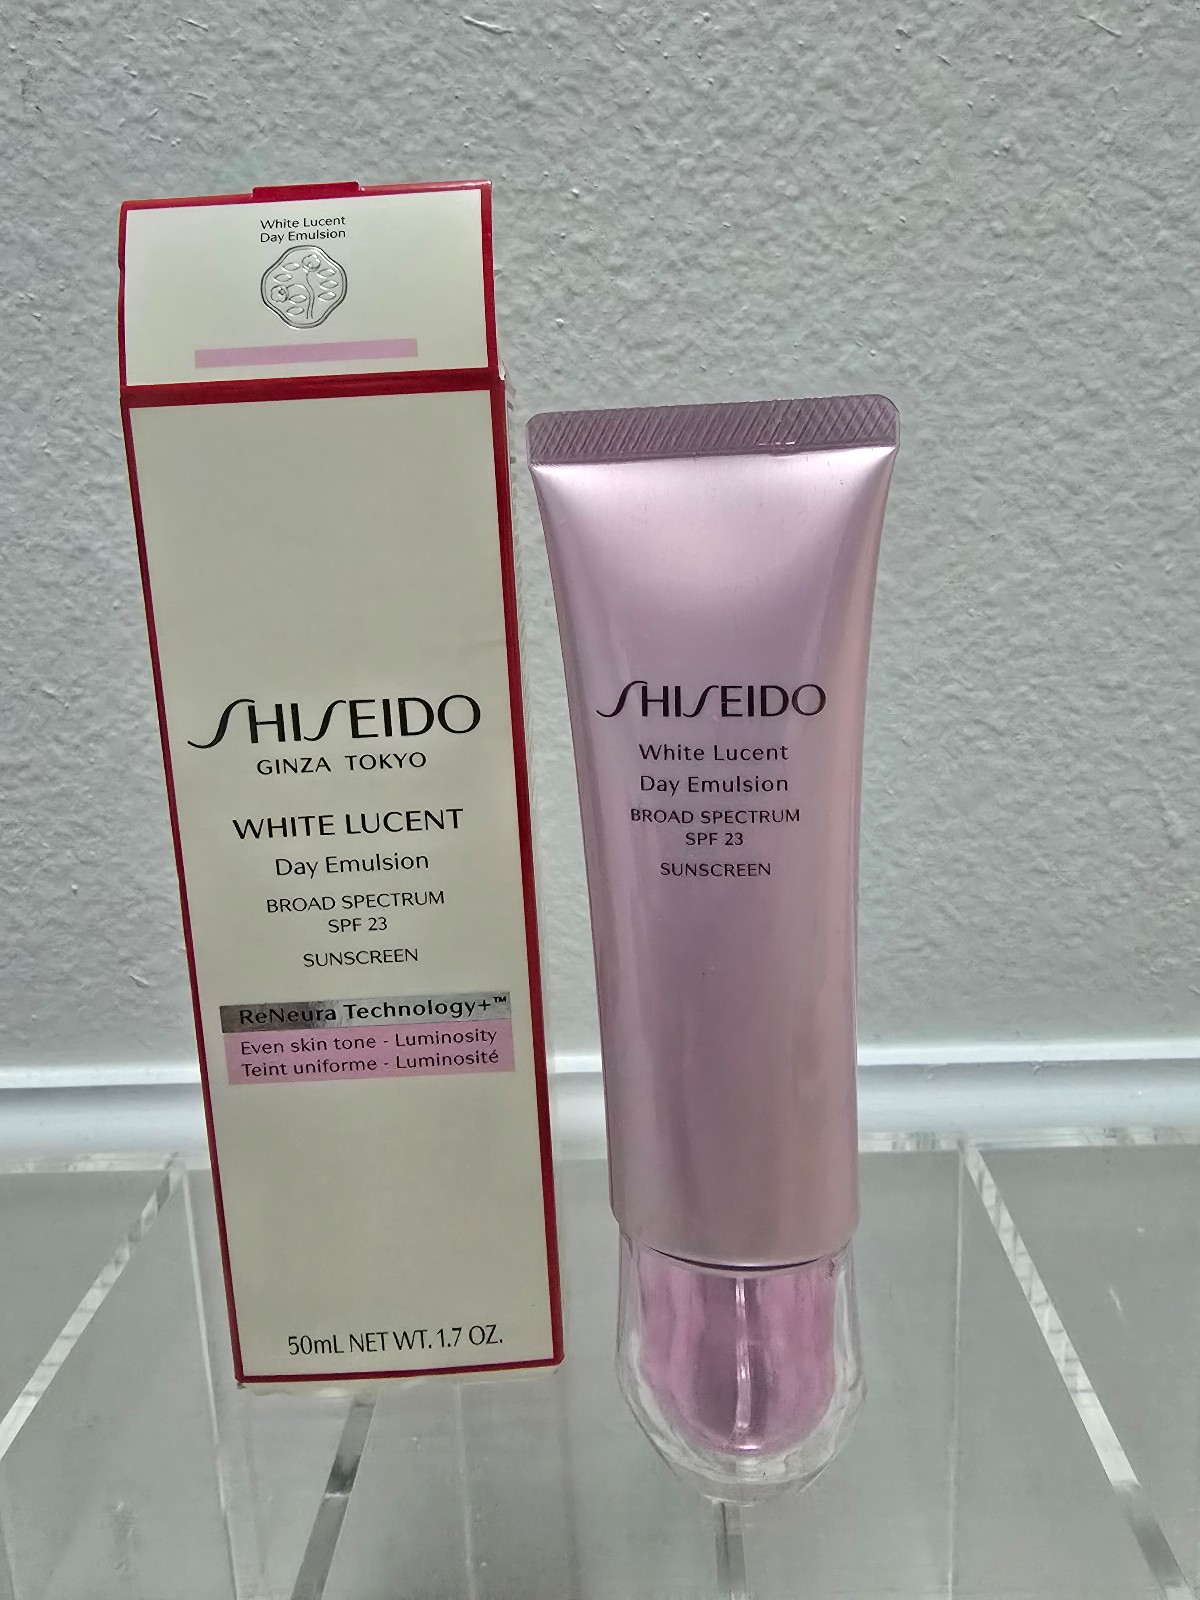 White Lucent
Day Emulsion
SHISEIDO
GINZA TOKYO
WHITE LUCENT
Day Emulsion
BROAD SPECTRUM
SPF 23
SUNSCREEN
ReNeura Technology+™
Even skin tone - Luminosity
Teint uniforme - Luminosité
50mL NET WT. 1.7 OZ.
SHISEIDO
White Lucent
Day Emulsion
BROAD SPECTRUM
SPF 23
SUNSCREEN